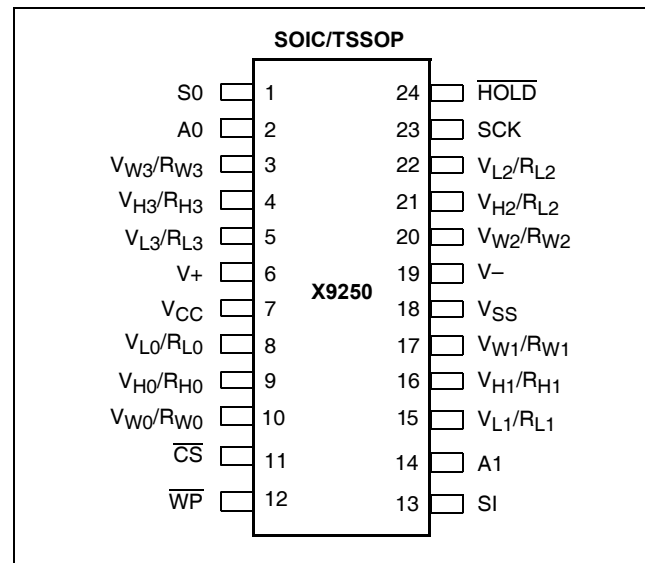 SOIC/TSSOP
S0 1 24 HOLD
A0 2 23 SCK
VW3/RW3 3 22 VL2/RL2
VH3/RH3 4 21 VH2/RL2
VL3/RL3 5 20 VW2/RW2
V+ 6 19 V–
X9250
VCC 7 18 VSS
VL0/RL0 8 17 VW1/RW1
VH0/RH0 9 16 VH1/RH1
VW0/RW0 10 15 VL1/RL1
CS 11 14 A1
WP 12 13 SI